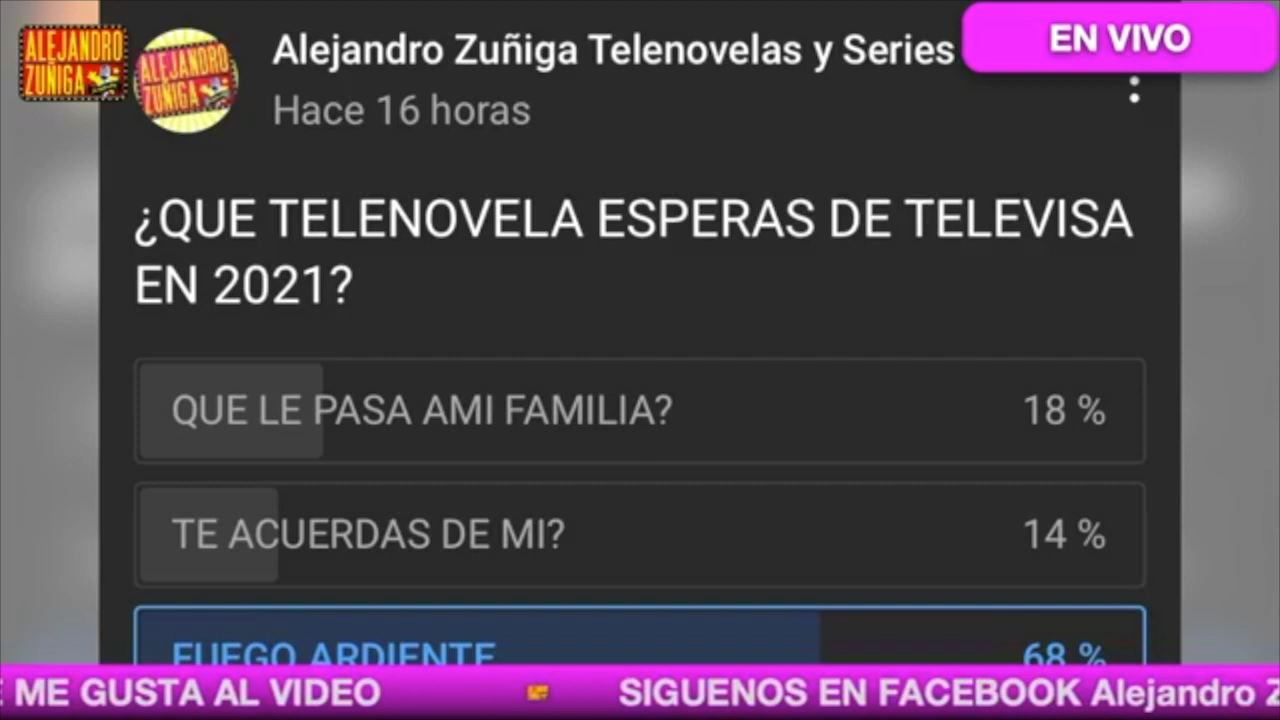 ALEJANDRO
ZUÑIGA
ALEJANDRO
ZUÑIGA
Alejandro Zuñiga Telenovelas y Series
EN VIVO
Hace 16 horas
¿QUE TELENOVELA ESPERAS DE TELEVISA
EN 2021?
QUE LE PASA AMI FAMILIA? 18 %
TE ACUERDAS DE MI? 14 %
FUEGO ARDIENTE 68 %
ME GUSTA AL VIDEO SIGUENOS EN FACEBOOK Alejandro